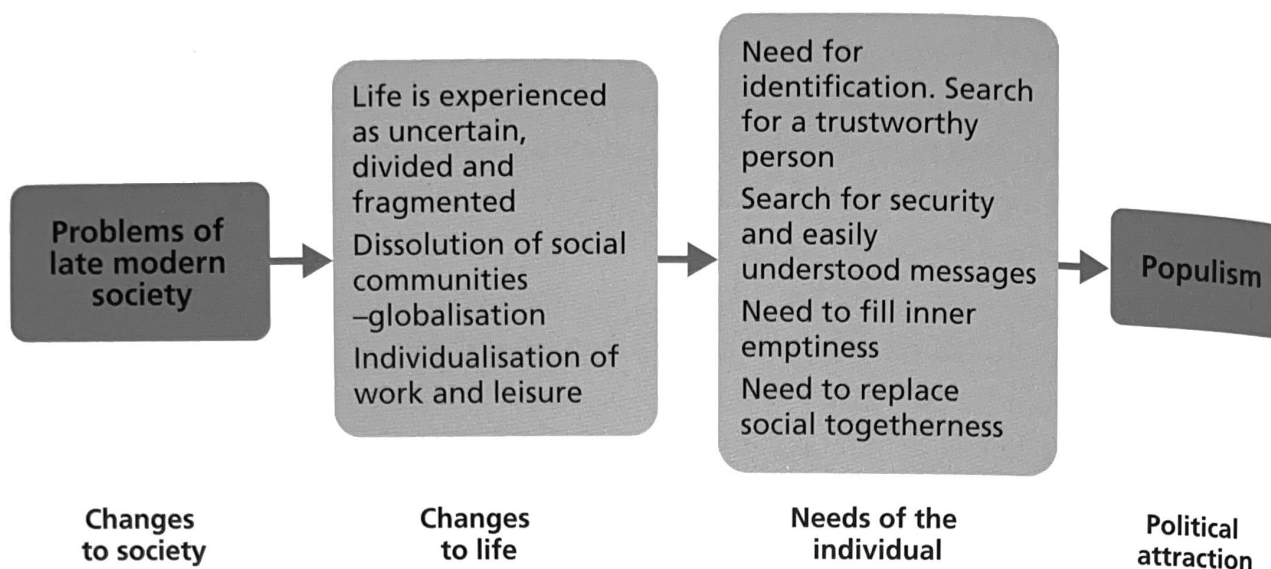 Problems of
late modern
society
Life is experienced
as uncertain,
divided and
fragmented
Dissolution of social
communities
–globalisation
Individualisation of
work and leisure
Need for
identification. Search
for a trustworthy
person
Search for security
and easily
understood messages
Need to fill inner
emptiness
Need to replace
social togetherness
Populism
Changes
to society
Changes
to life
Needs of the
individual
Political
attraction